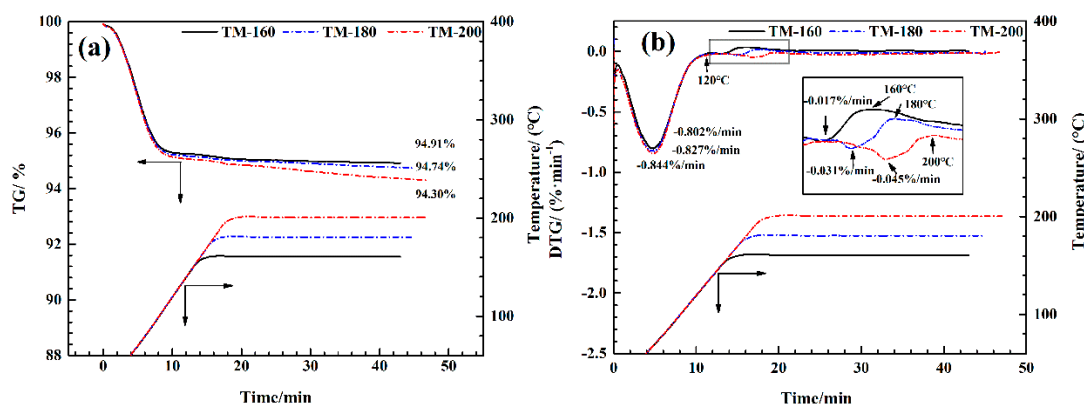 (a)
TM-160 TM-180 TM-200
TG/ %
100
98
96
94
92
90
88
94.91%
94.74%
94.30%
400
300
200
100
Temperature/ (°C)
0 10 20 30 40 50
Time/min
(b)
TM-160 TM-180 TM-200
DTG/ (%·min⁻¹)
0.0
-0.5
-1.0
-1.5
-2.0
-2.5
120°C
-0.802%/min
-0.827%/min
-0.844%/min
-0.017%/min
160°C
180°C
200°C
-0.031%/min
-0.045%/min
400
300
200
100
Temperature/ (°C)
0 10 20 30 40 50
Time/min